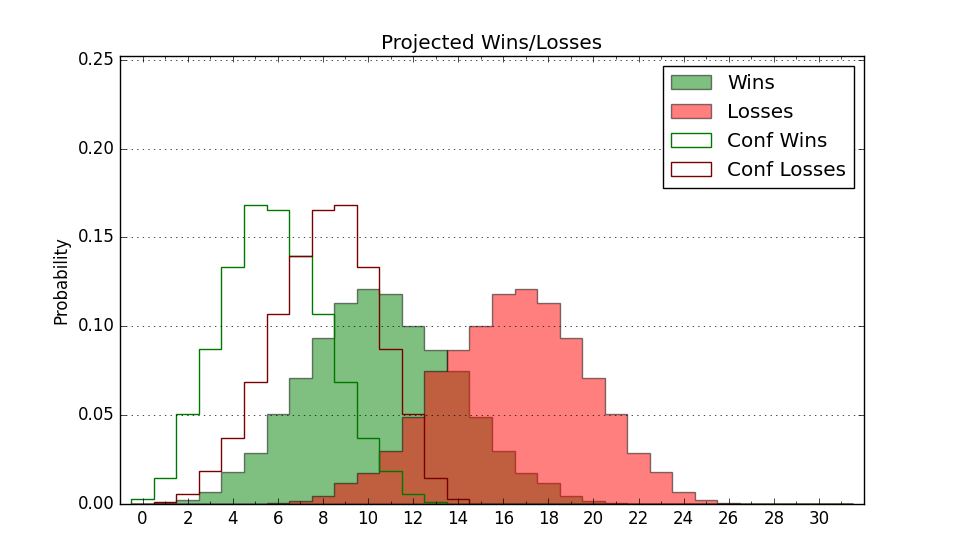 Projected Wins/Losses
0.25
0.20
0.15
0.10
0.05
0.00
Probability
Wins
Losses
Conf Wins
Conf Losses
0 2 4 6 8 10 12 14 16 18 20 22 24 26 28 30